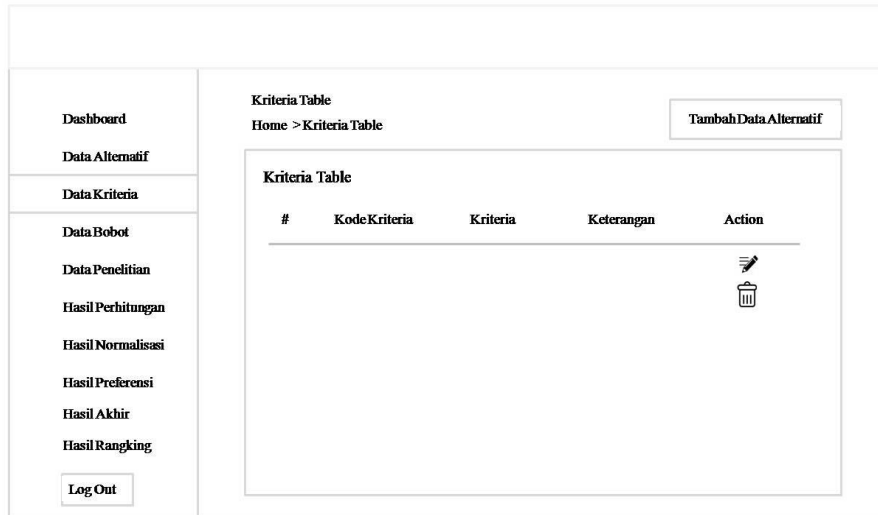 Dashboard
Data Alternatif
Data Kriteria
Data Bobot
Data Penelitian
Hasil Perhitungan
Hasil Normalisasi
Hasil Preferensi
Hasil Akhir
Hasil Rangking
Log Out
Kriteria Table
Home > Kriteria Table
Tambah Data Alternatif
Kriteria Table
# Kode Kriteria Kriteria Keterangan Action